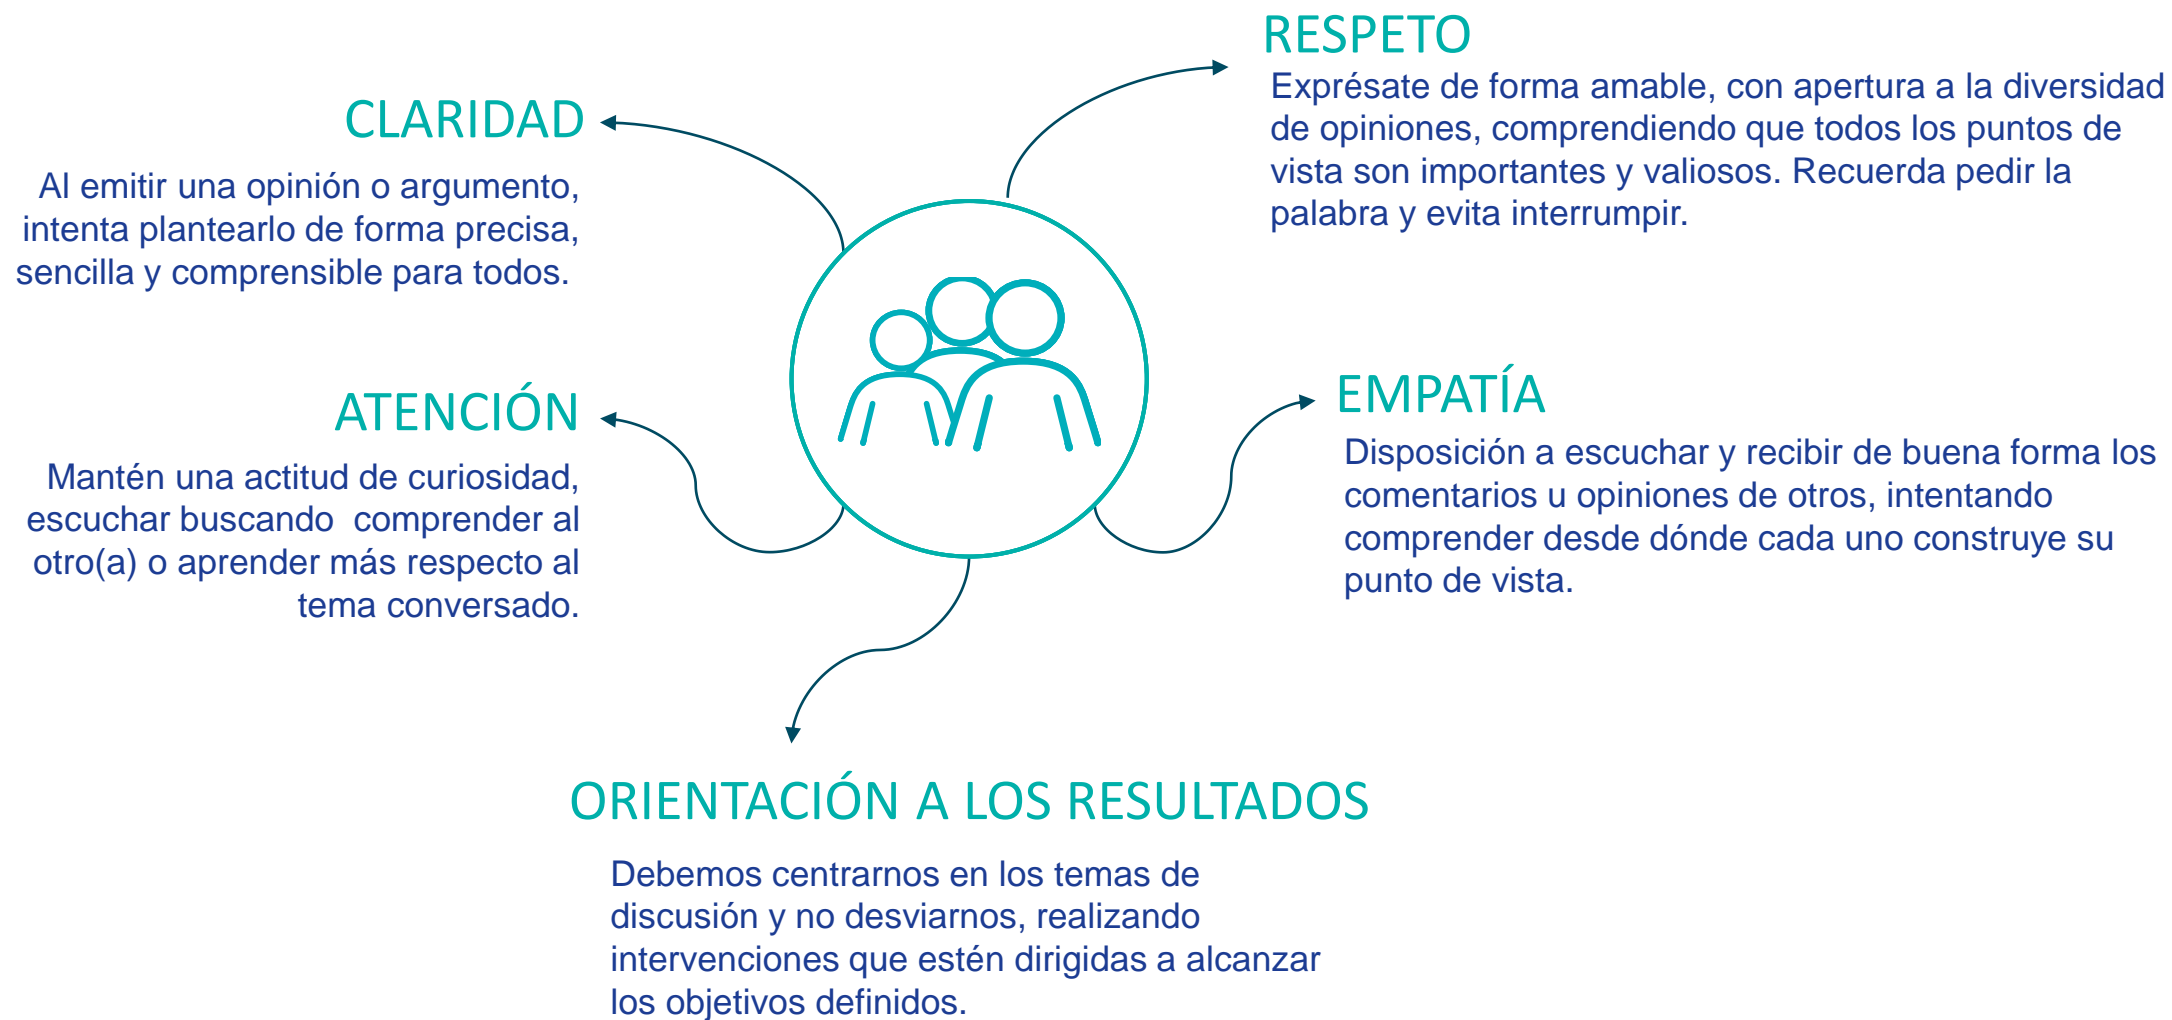 CLARIDAD
Al emitir una opinión o argumento,
intenta plantearlo de forma precisa,
sencilla y comprensible para todos.
RESPETO
Exprésate de forma amable, con apertura a la diversidad
de opiniones, comprendiendo que todos los puntos de
vista son importantes y valiosos. Recuerda pedir la
palabra y evita interrumpir.
ATENCIÓN
Mantén una actitud de curiosidad,
escuchar buscando  comprender al
otro(a) o aprender más respecto al
tema conversado.
EMPATÍA
Disposición a escuchar y recibir de buena forma los
comentarios u opiniones de otros, intentando
comprender desde dónde cada uno construye su
punto de vista.
ORIENTACIÓN A LOS RESULTADOS
Debemos centrarnos en los temas de
discusión y no desviarnos, realizando
intervenciones que estén dirigidas a alcanzar
los objetivos definidos.